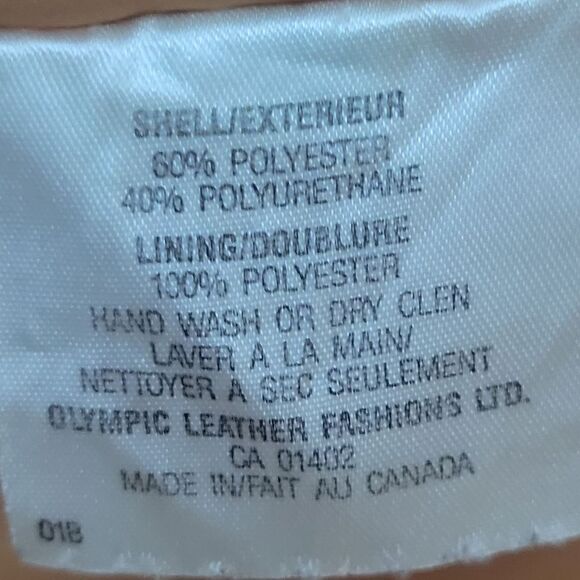 SHELL/EXTERIEUR
60% POLYESTER
40% POLYURETHANE
LINING/DOUBLURE
100% POLYESTER
HAND WASH OR DRY CLEN
LAVER A LA MAIN/
NETTOYER A SEC SEULEMENT
OLYMPIC LEATHER FASHIONS LTD.
CA 01402
MADE IN/FAIT AU CANADA
01B